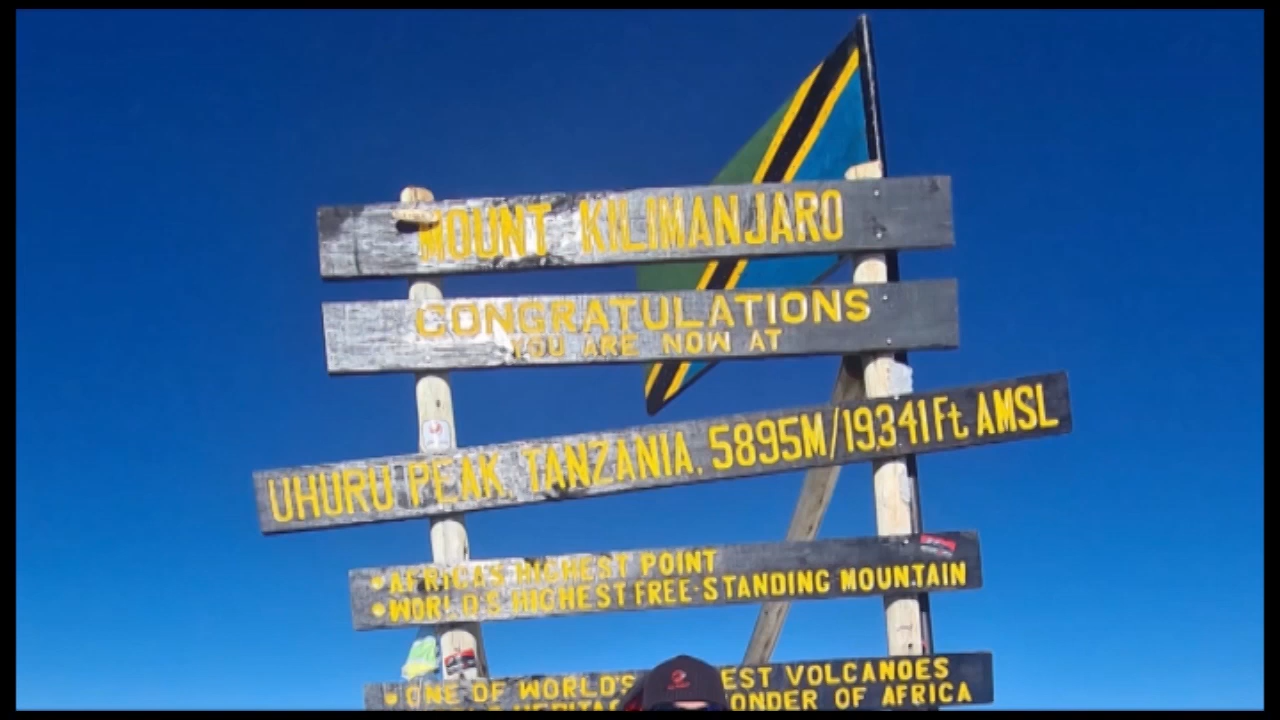 MOUNT KILIMANJARO
CONGRATULATIONS
YOU ARE NOW AT
UHURU PEAK, TANZANIA, 5895M/19341Ft AMSL
•AFRICA'S HIGHEST POINT
•WORLD'S HIGHEST FREE-STANDING MOUNTAIN
•ONE OF WORLD'S EST VOLCANOES
ONDER OF AFRICA